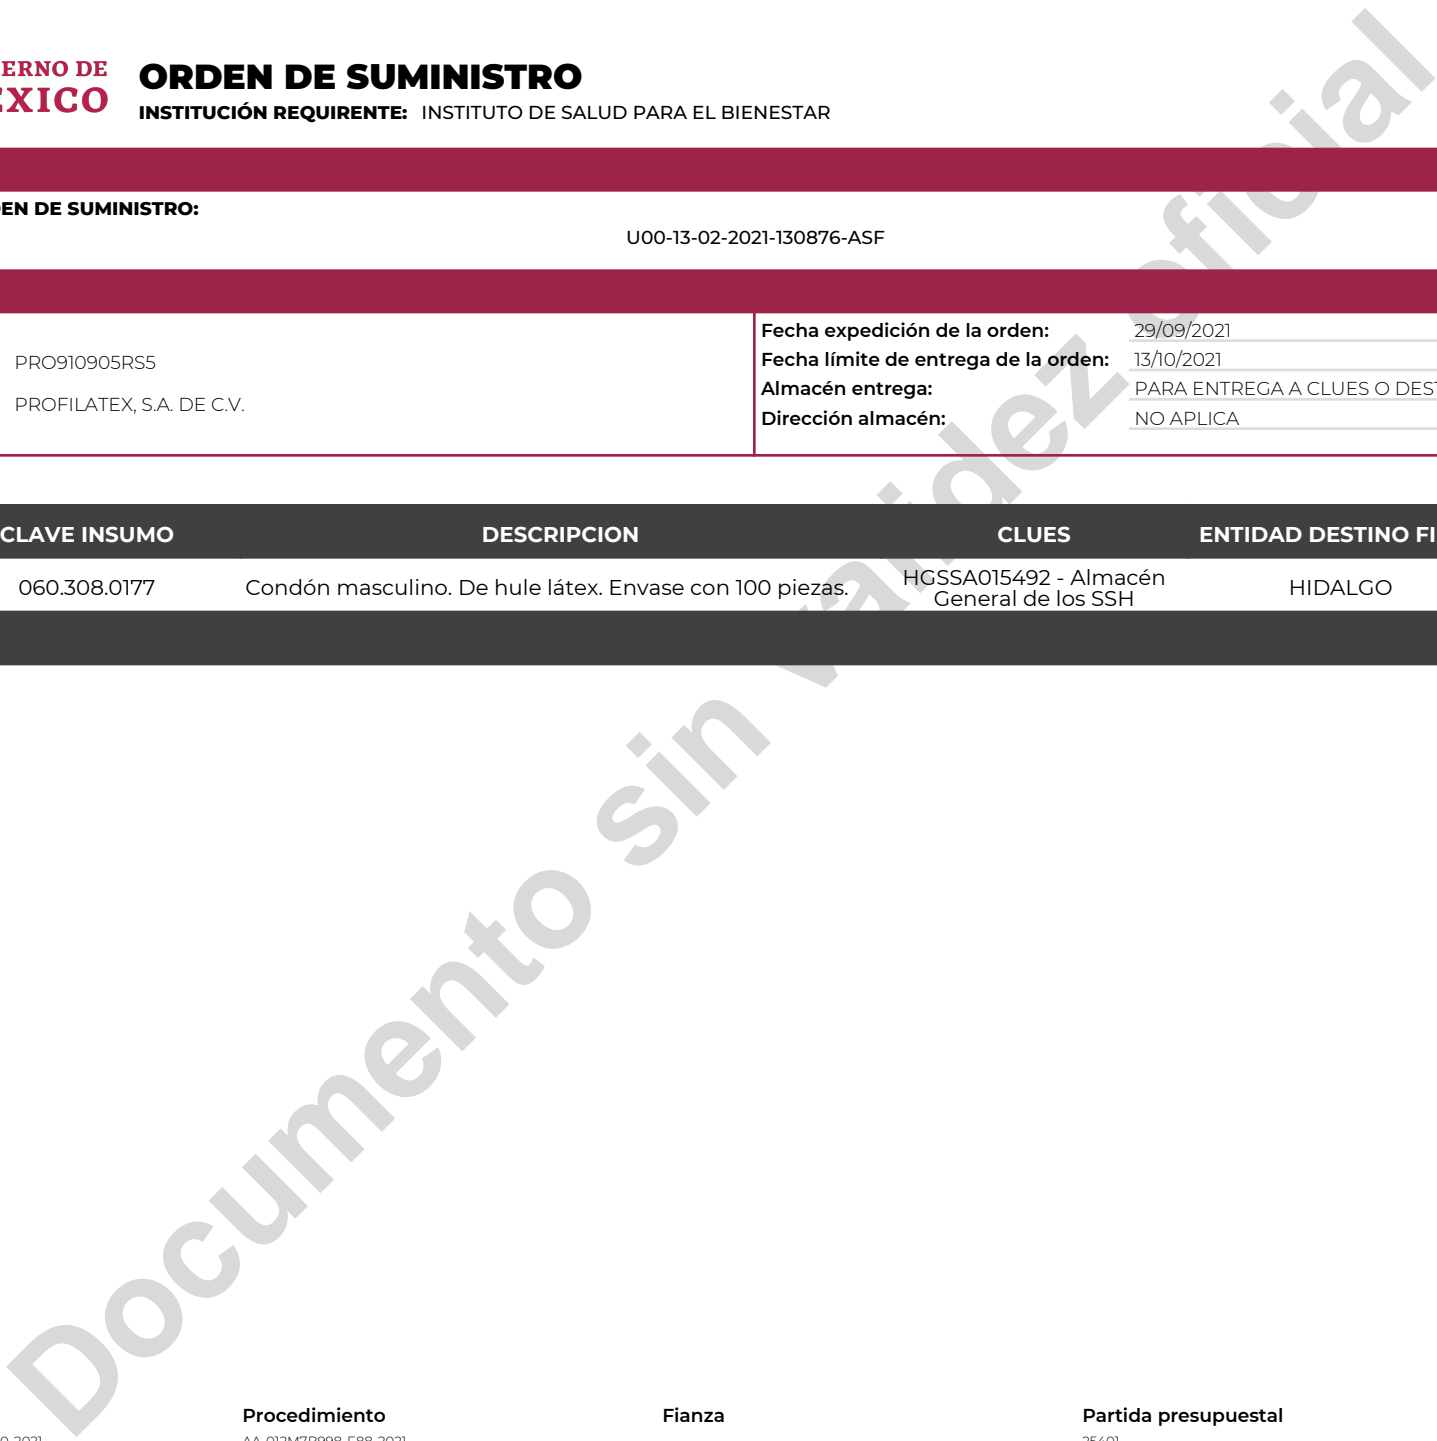 ERNO DE
EXICO
ORDEN DE SUMINISTRO
INSTITUCIÓN REQUIRENTE: INSTITUTO DE SALUD PARA EL BIENESTAR
EN DE SUMINISTRO:
U00-13-02-2021-130876-ASF
PRO910905RS5
PROFILATEX, S.A. DE C.V.
Fecha expedición de la orden: 29/09/2021
Fecha límite de entrega de la orden: 13/10/2021
Almacén entrega: PARA ENTREGA A CLUES O DEST
Dirección almacén: NO APLICA
CLAVE INSUMO DESCRIPCION CLUES ENTIDAD DESTINO FI
060.308.0177 Condón masculino. De hule látex. Envase con 100 piezas. HGSSA015492 - Almacén General de los SSH HIDALGO
Documento sin validez oficial
Procedimiento Fianza Partida presupuestal